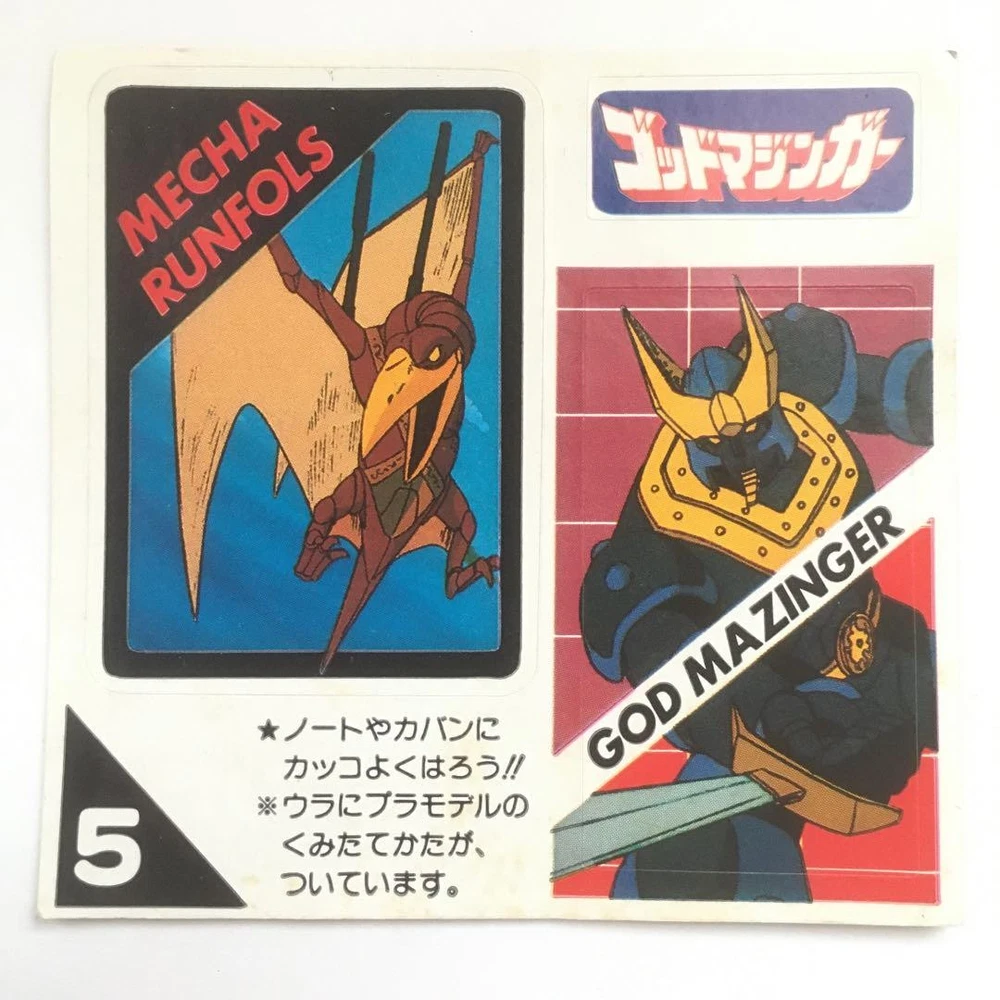 MECHA
RUNFOLS
ゴッドマジンガー
GOD MAZINGER
★ノートやカバンに
カッコよくはろう!!
※ウラにプラモデルの
くみたてかたが、
ついています。
5